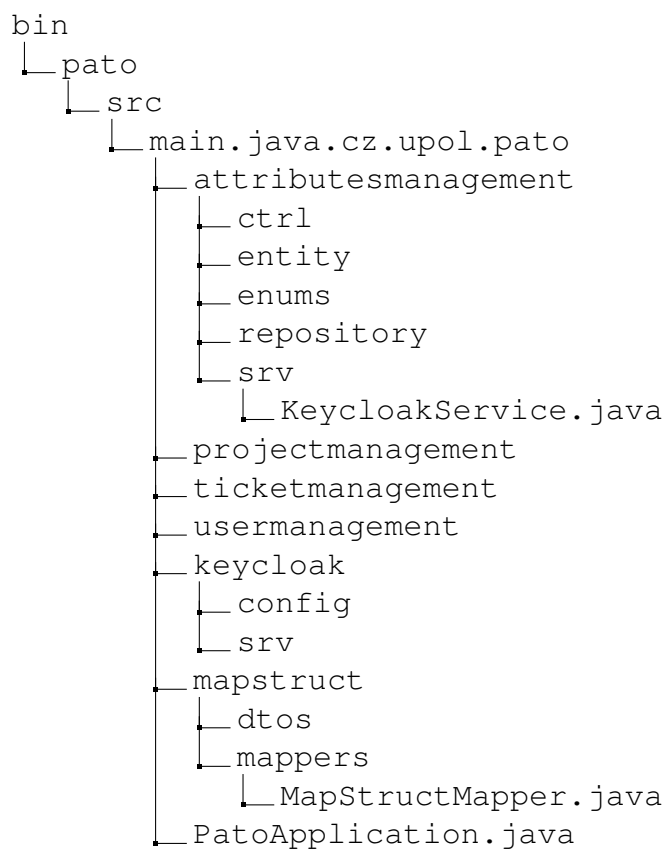 bin
pato
src
main.java.cz.upol.pato
attributesmanagement
ctrl
entity
enums
repository
srv
KeycloakService.java
projectmanagement
ticketmanagement
usermanagement
keycloak
config
srv
mapstruct
dtos
mappers
MapStructMapper.java
PatoApplication.java